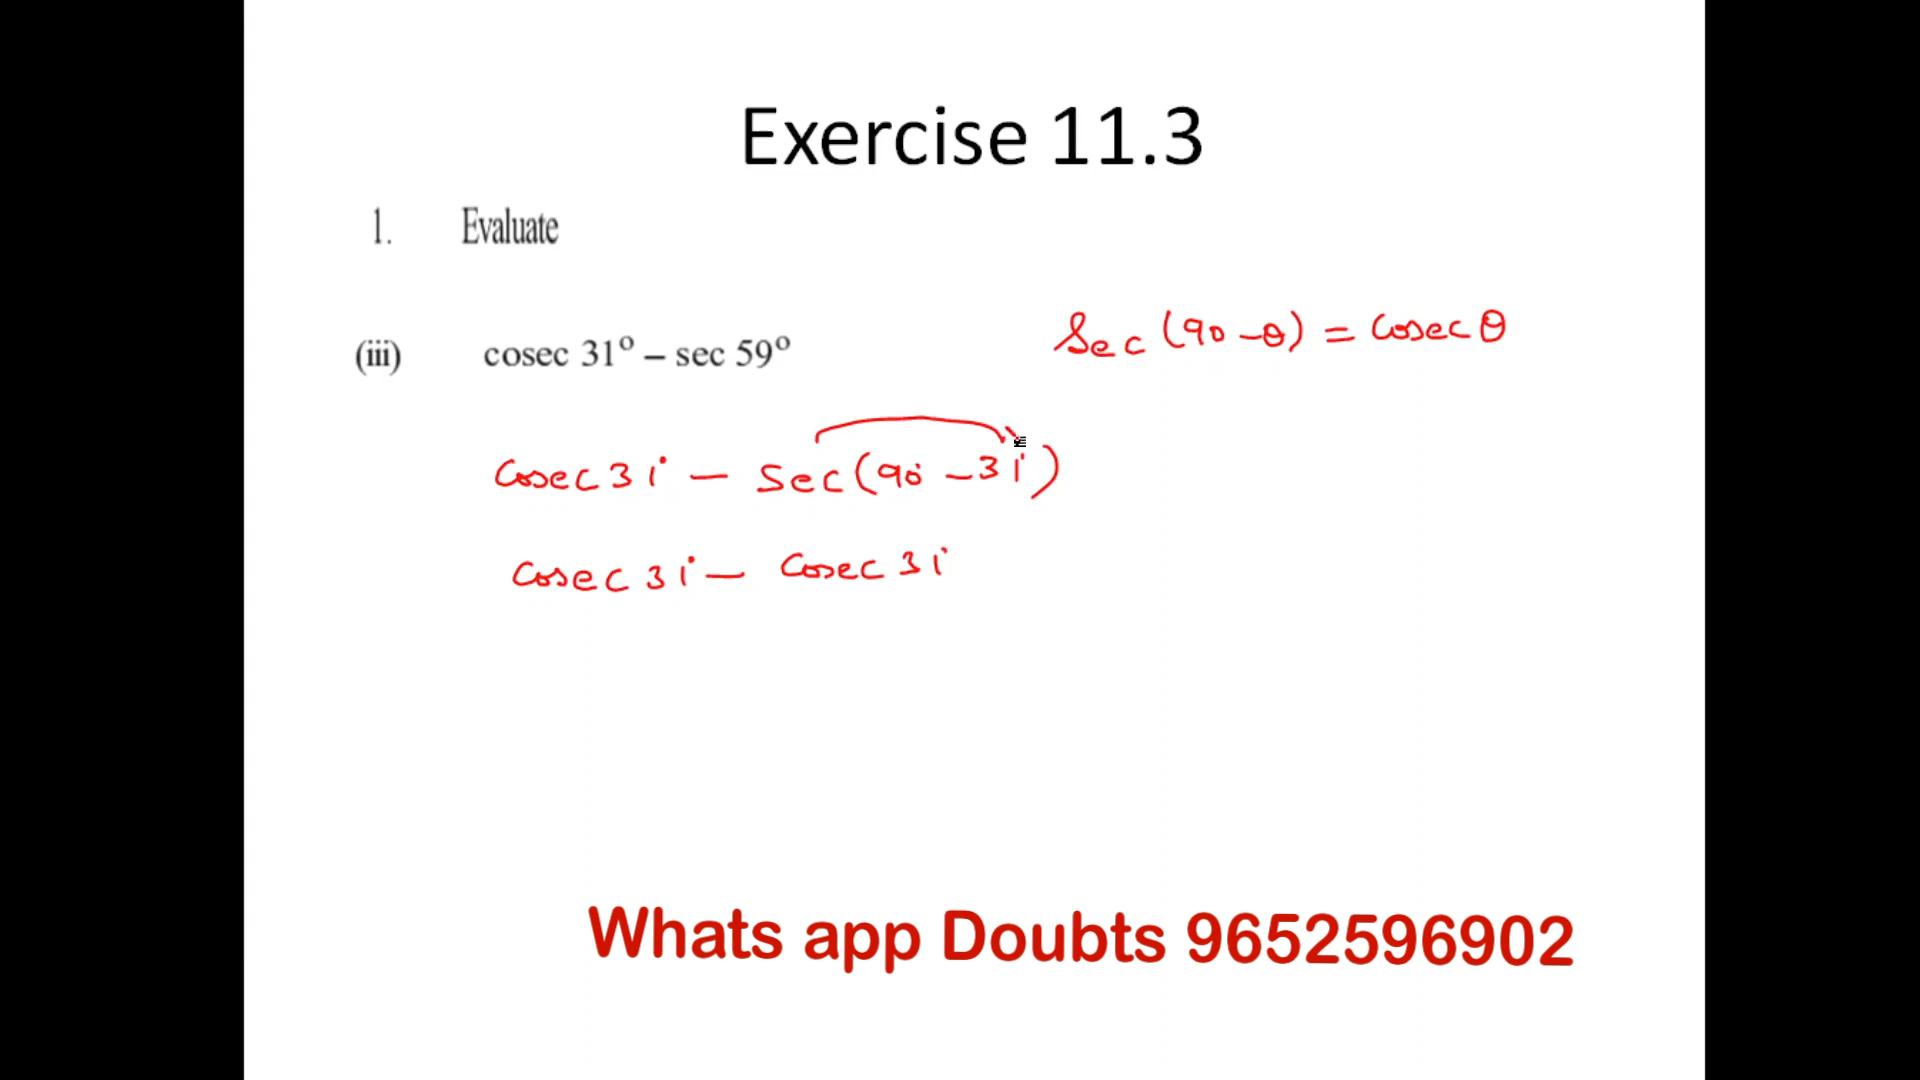 Exercise 11.3
1. Evaluate
(iii) cosec 31° – sec 59°
Sec (90 - θ) = Cosec θ
Cosec 31° - Sec (90° - 31°)
Cosec 31° - Cosec 31°
Whats app Doubts 9652596902